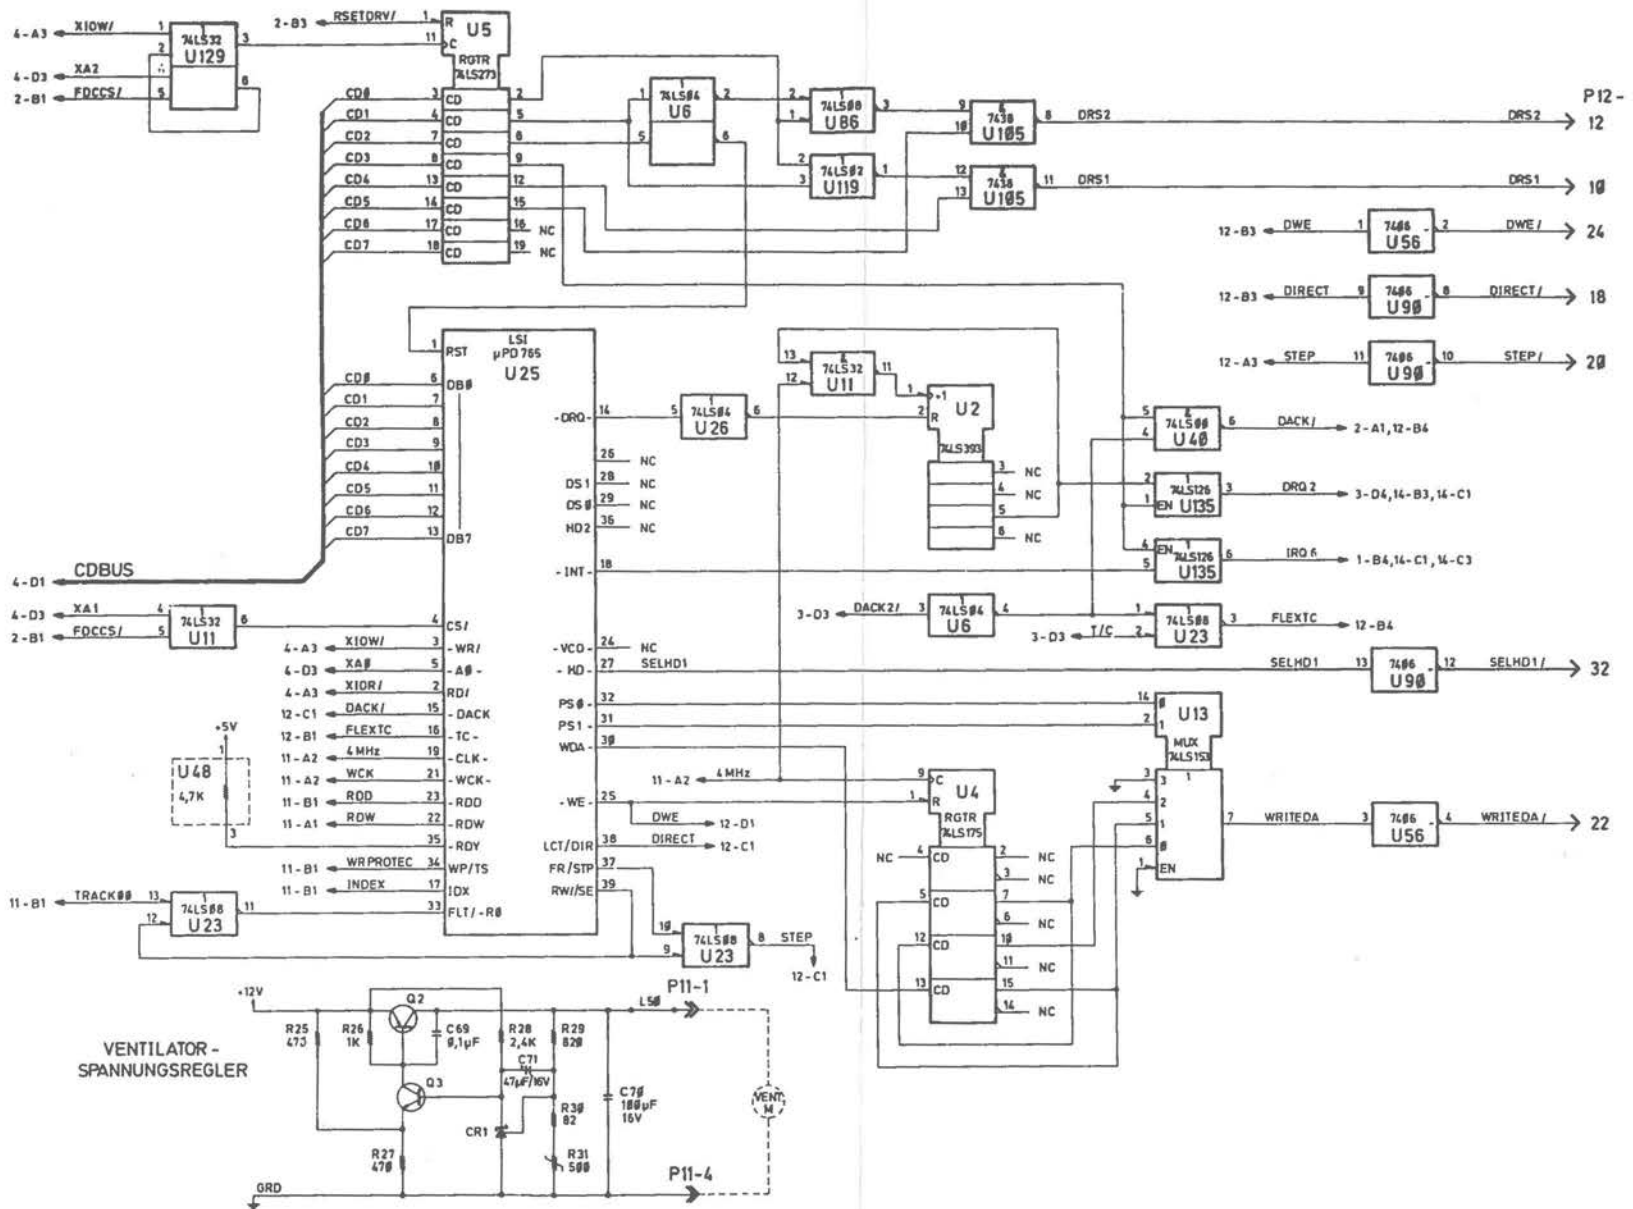 4-A3 XIOW/ 1 2 74LS32 U129 3
4-D3 XA2
2-B1 FDCCS/ 5 6
2-B3 RSETDRV/ 1 R U5
11 C
RGTR
74LS273
CD0 3 CD 2
CD1 4 CD 5
CD2 7 CD 6
CD3 8 CD 9
CD4 13 CD 12
CD5 14 CD 15
CD6 17 CD 16 NC
CD7 18 CD 19 NC
1 5 74LS04 U6 2 6
2 1 1 74LS08 U86 3
2 3 1 74LS02 U119 1
9 10 & 7438 U105 8 DRS2 DRS2
P12-
12
12 13 & 7438 U105 11 DRS1 DRS1 10
12-B3 DWE 1 7406 U56 2 DWE/ 24
12-B3 DIRECT 9 7406 U90 8 DIRECT/ 18
12-A3 STEP 11 7406 U90 10 STEP/ 20
LSI
µPD765
U25
1 RST
CD0 6 DB0
CD1 7
CD2 8
CD3 9
CD4 10
CD5 11
CD6 12
CD7 13 DB7
4-D1 CDBUS
4-D3 XA1 4
2-B1 FDCCS/ 5
1 74LS32 U11 6
4 CS/
4-A3 XIOW/ 3 -WR/
4-D3 XA0 5 -A0-
4-A3 XIOR/ 2 RD/
12-C1 DACK/ 15 -DACK
12-B1 FLEXTC 16 -TC-
11-A2 4MHz 19 -CLK-
11-A2 WCK 21 -WCK-
11-B1 RDD 23 -RDD
11-A1 RDW 22 -RDW
35 -RDY
11-B1 WRPROTEC 34 WP/TS
11-B1 INDEX 17 IDX
33 FLT/-R0
+5V
1
U48
4,7K
3
11-B1 TRACK00 13
12 74LS08 U23 11
-DRQ- 14
26 NC
DS1 28 NC
DS0 29 NC
HD2 36 NC
-INT- 18
-VCO- 24 NC
-HD- 27 SELHD1
PS0- 32
PS1- 31
WDA- 30
-WE- 25
DWE 12-D1
LCT/DIR 38 DIRECT 12-C1
FR/STP 37
RW//SE 39
5 1 74LS04 U26 6
13 12 & 74LS32 U11 11
1 +1 U2
2 R
74LS393
3 NC
4 NC
5
6 NC
5 4 & 74LS00 U40 6 DACK/ 2-A1,12-B4
2 1 EN 74LS126 U135 3 DRQ2 3-D4,14-B3,14-C1
4 EN 5 1 74LS126 U135 6 IRQ6 1-B4,14-C1,14-C3
3-D3 DACK2/ 3 1 74LS04 U6 4
3-D3 T/C 2
1 1 74LS08 U23 3 FLEXTC 12-B4
SELHD1 13 7406 U90 12 SELHD1/ 32
14 0 U13
2 1
MUX
74LS153
3 3 1
4 2
5 1
6 0
1 EN
7 WRITEDA 3 7406 U56 4 WRITEDA/ 22
11-A2 4MHz 9 C U4
1 R
RGTR
74LS175
NC 4 CD 2 NC
3 NC
5 CD 7
6 NC
12 CD 10
11 NC
13 CD 15
14 NC
10 9 74LS08 U23 8 STEP
12-C1
+12V
Q2
P11-1
L50
R25
R26
1K
C69
0,1µF
R28
2,4K
R29
820
C71
47µF/16V
C70
100µF
16V
Q3
CR1
R30
82
R31
500
R27
470
VENT
M
P11-4
GRD
VENTILATOR-
SPANNUNGSREGLER